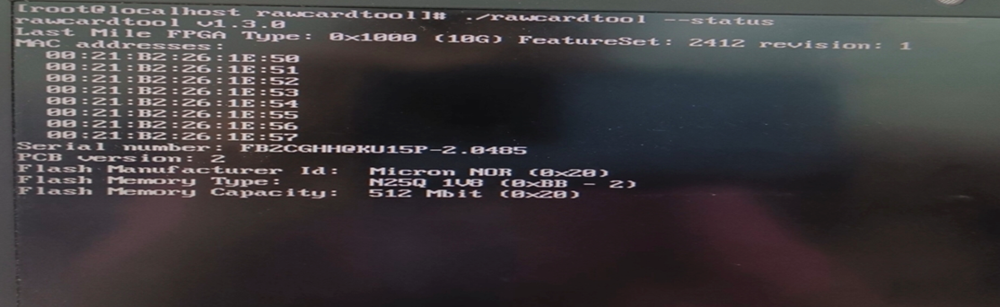 [root@localhost rawcardtool]# ./rawcardtool --status
rawcardtool v1.3.0
Last Mile FPGA Type: 0x1000 (10G) FeatureSet: 2412 revision: 1
MAC addresses:
00:21:B2:26:1E:50
00:21:B2:26:1E:51
00:21:B2:26:1E:52
00:21:B2:26:1E:53
00:21:B2:26:1E:54
00:21:B2:26:1E:55
00:21:B2:26:1E:56
00:21:B2:26:1E:57
Serial number: FB2CGHH@KU15P-2.0485
PCB version: 2
Flash Manufacturer Id: Micron NOR (0x20)
Flash Memory Type: N25Q 1V8 (0xBB - 2)
Flash Memory Capacity: 512 Mbit (0x20)